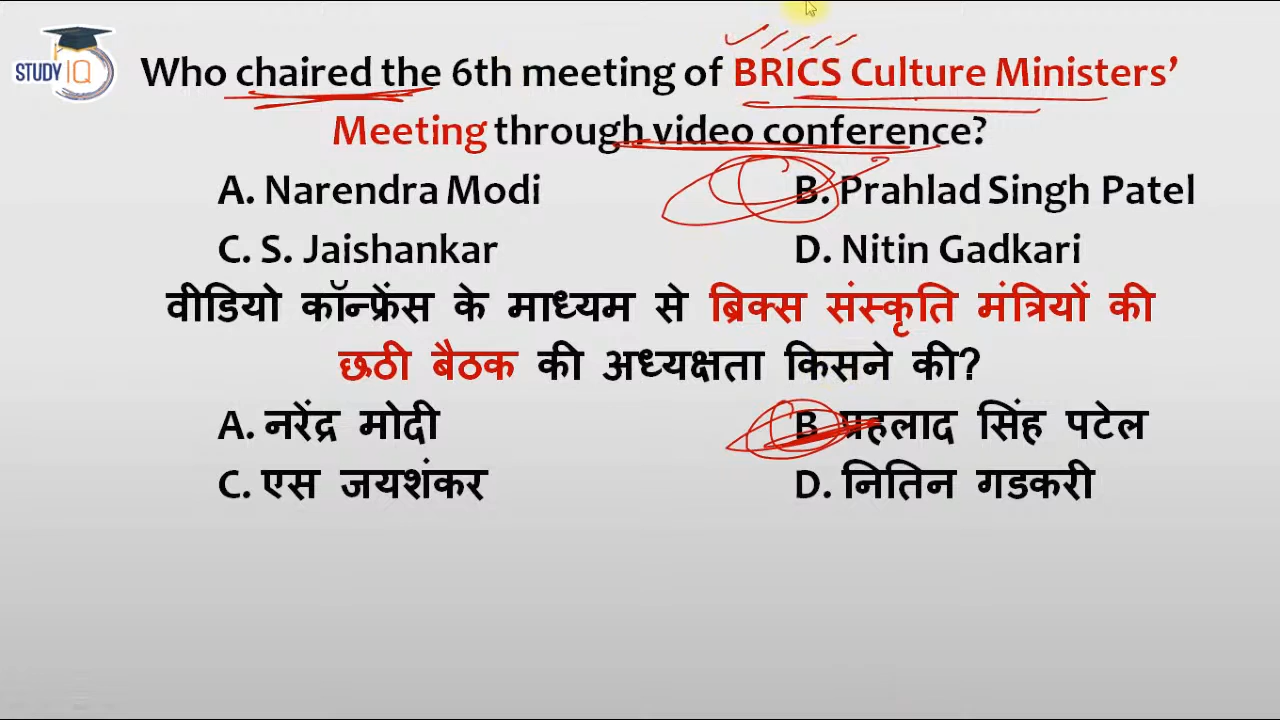 STUDY IQ
Who chaired the 6th meeting of BRICS Culture Ministers’
Meeting through video conference?
A. Narendra Modi B. Prahlad Singh Patel
C. S. Jaishankar D. Nitin Gadkari
वीडियो कॉन्फ्रेंस के माध्यम से ब्रिक्स संस्कृति मंत्रियों की
छठी बैठक की अध्यक्षता किसने की?
A. नरेंद्र मोदी B. प्रहलाद सिंह पटेल
C. एस जयशंकर D. नितिन गडकरी